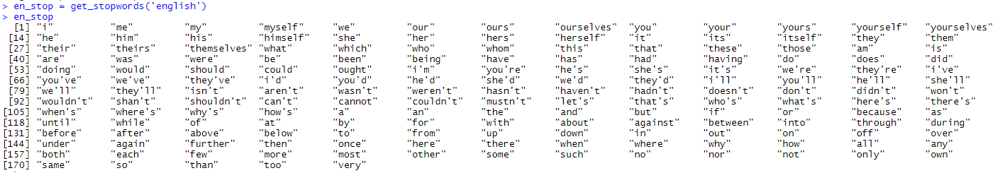 > en_stop = get_stopwords('english')
> en_stop
[1] "i" "me" "my" "myself" "we" "our" "ours" "ourselves" "you" "your" "yours" "yourself" "yourselves"
[14] "he" "him" "his" "himself" "she" "her" "hers" "herself" "it" "its" "itself" "they" "them"
[27] "their" "theirs" "themselves" "what" "which" "who" "whom" "this" "that" "these" "those" "am" "is"
[40] "are" "was" "were" "be" "been" "being" "have" "has" "had" "having" "do" "does" "did"
[53] "doing" "would" "should" "could" "ought" "i'm" "you're" "he's" "she's" "it's" "we're" "they're" "i've"
[66] "you've" "we've" "they've" "i'd" "you'd" "he'd" "she'd" "we'd" "they'd" "i'll" "you'll" "he'll" "she'll"
[79] "we'll" "they'll" "isn't" "aren't" "wasn't" "weren't" "hasn't" "haven't" "hadn't" "doesn't" "don't" "didn't" "won't"
[92] "wouldn't" "shan't" "shouldn't" "can't" "cannot" "couldn't" "mustn't" "let's" "that's" "who's" "what's" "here's" "there's"
[105] "when's" "where's" "why's" "how's" "a" "an" "the" "and" "but" "if" "or" "because" "as"
[118] "until" "while" "of" "at" "by" "for" "with" "about" "against" "between" "into" "through" "during"
[131] "before" "after" "above" "below" "to" "from" "up" "down" "in" "out" "on" "off" "over"
[144] "under" "again" "further" "then" "once" "here" "there" "when" "where" "why" "how" "all" "any"
[157] "both" "each" "few" "more" "most" "other" "some" "such" "no" "nor" "not" "only" "own"
[170] "same" "so" "than" "too" "very"